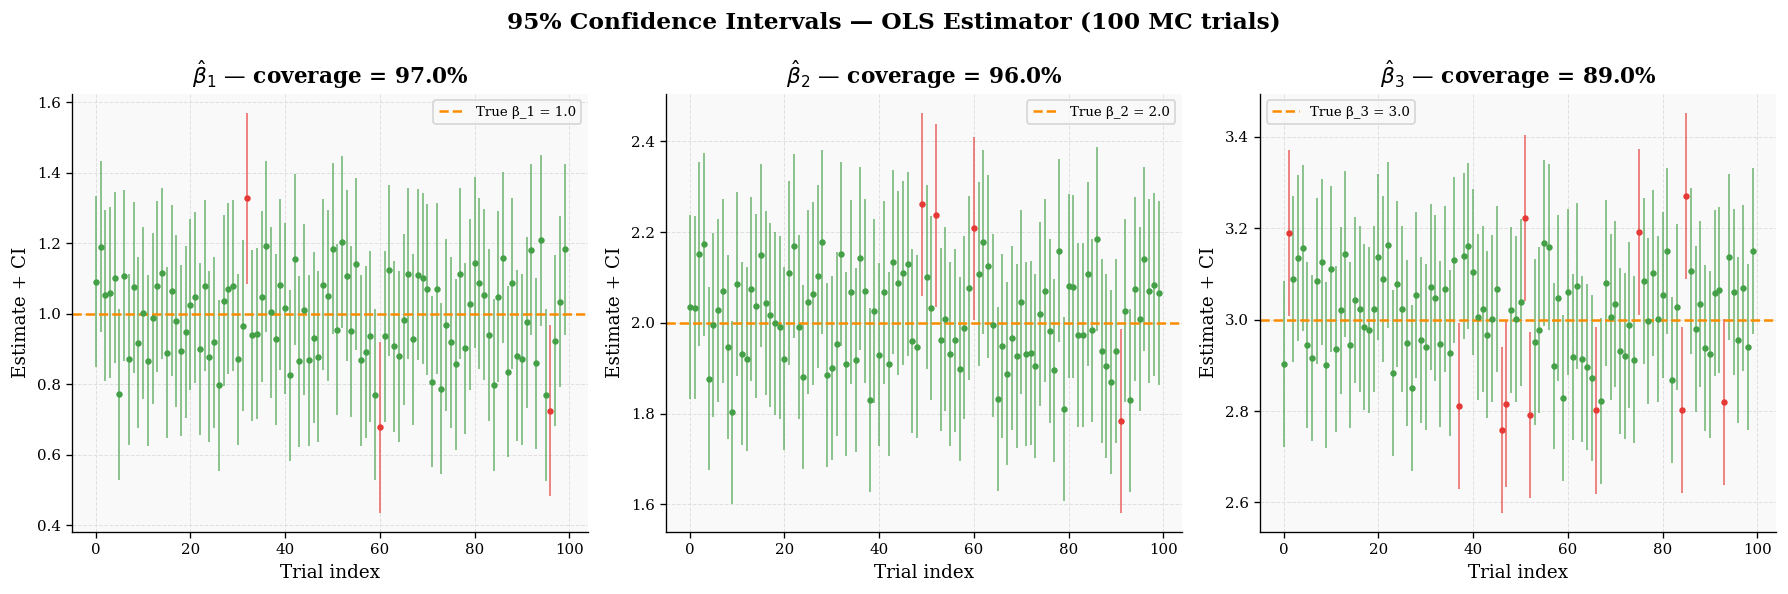 95% Confidence Intervals — OLS Estimator (100 MC trials)
β̂₁ — coverage = 97.0%
Estimate + CI
1.6
1.4
1.2
1.0
0.8
0.6
0.4
True β_1 = 1.0
0 20 40 60 80 100
Trial index
β̂₂ — coverage = 96.0%
Estimate + CI
2.4
2.2
2.0
1.8
1.6
True β_2 = 2.0
0 20 40 60 80 100
Trial index
β̂₃ — coverage = 89.0%
Estimate + CI
3.4
3.2
3.0
2.8
2.6
True β_3 = 3.0
0 20 40 60 80 100
Trial index